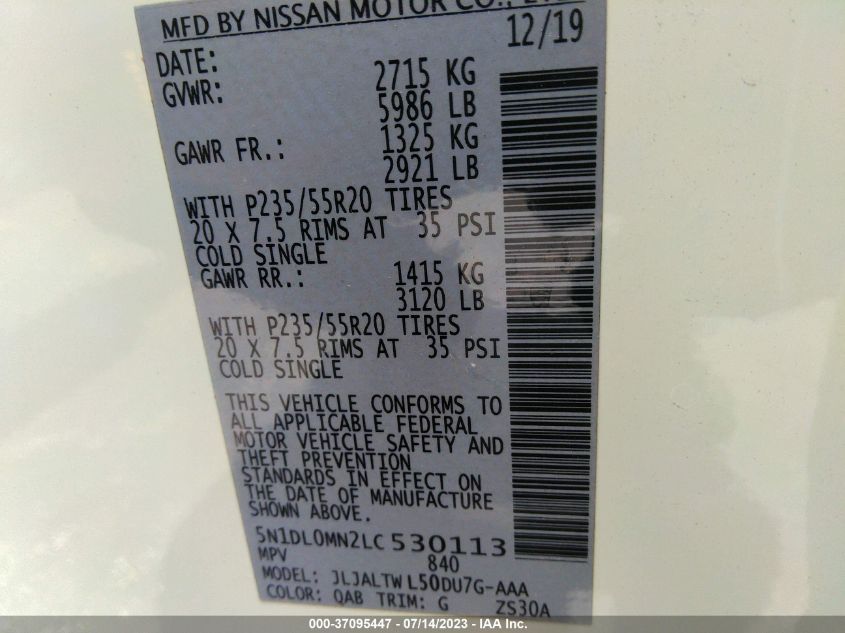 MFD BY NISSAN MOTOR CO.,
DATE: 12/19
GVWR: 2715 KG
5986 LB
GAWR FR.: 1325 KG
2921 LB
WITH P235/55R20 TIRES
20 X 7.5 RIMS AT 35 PSI
COLD SINGLE
GAWR RR.: 1415 KG
3120 LB
WITH P235/55R20 TIRES
20 X 7.5 RIMS AT 35 PSI
COLD SINGLE
THIS VEHICLE CONFORMS TO
ALL APPLICABLE FEDERAL
MOTOR VEHICLE SAFETY AND
THEFT PREVENTION
STANDARDS IN EFFECT ON
THE DATE OF MANUFACTURE
SHOWN ABOVE.
5N1DL0MN2LC530113
MPV 840
MODEL: JLJALTWL50DU7G-AAA
COLOR: QAB TRIM: G ZS30A
000-37095447 - 07/14/2023 - IAA Inc.